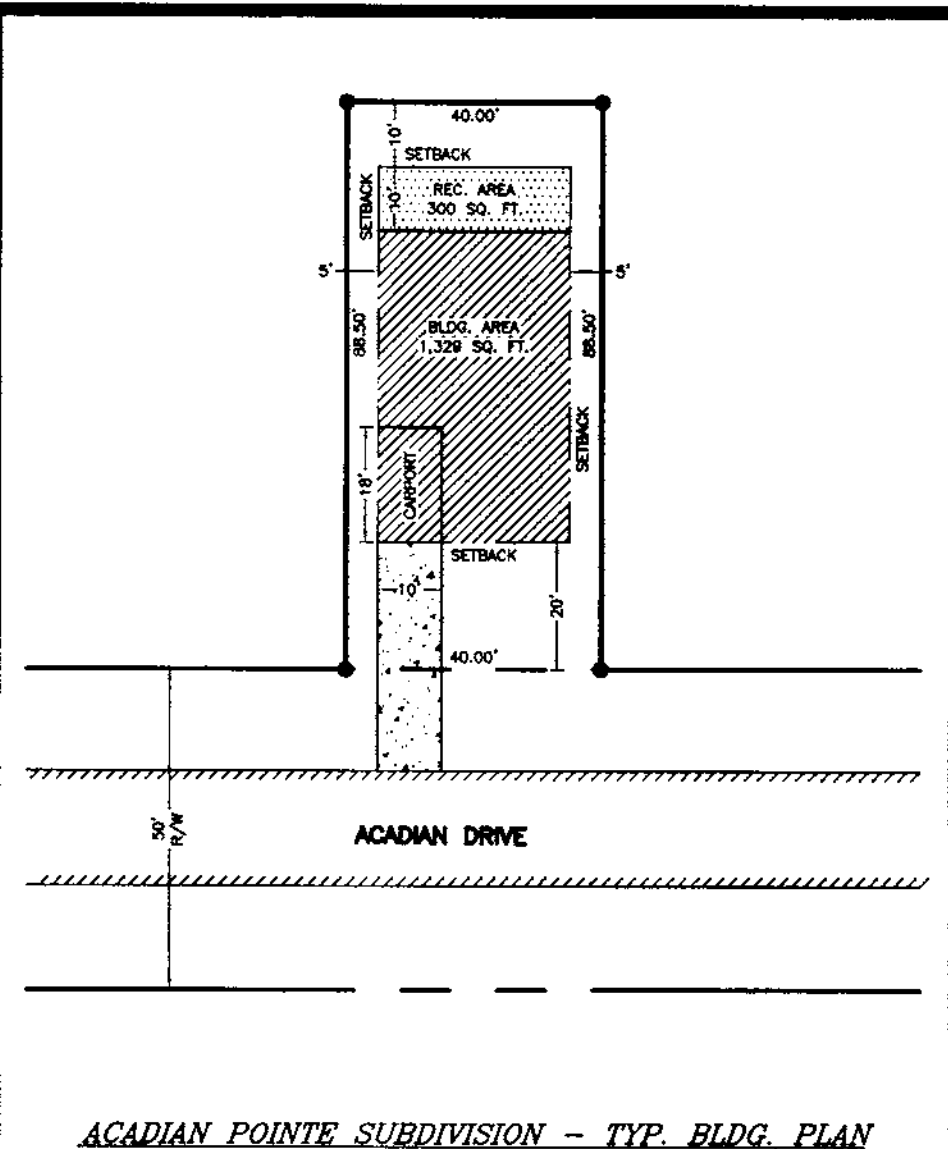 40.00'
10'
SETBACK
SETBACK
REC. AREA
300 SQ. FT.
10'
5'
5'
88.50'
BLDG. AREA
1,329 SQ. FT.
88.50'
SETBACK
18'
CARPORT
SETBACK
10'
20'
40.00'
50'
R/W
ACADIAN DRIVE
ACADIAN POINTE SUBDIVISION - TYP. BLDG. PLAN